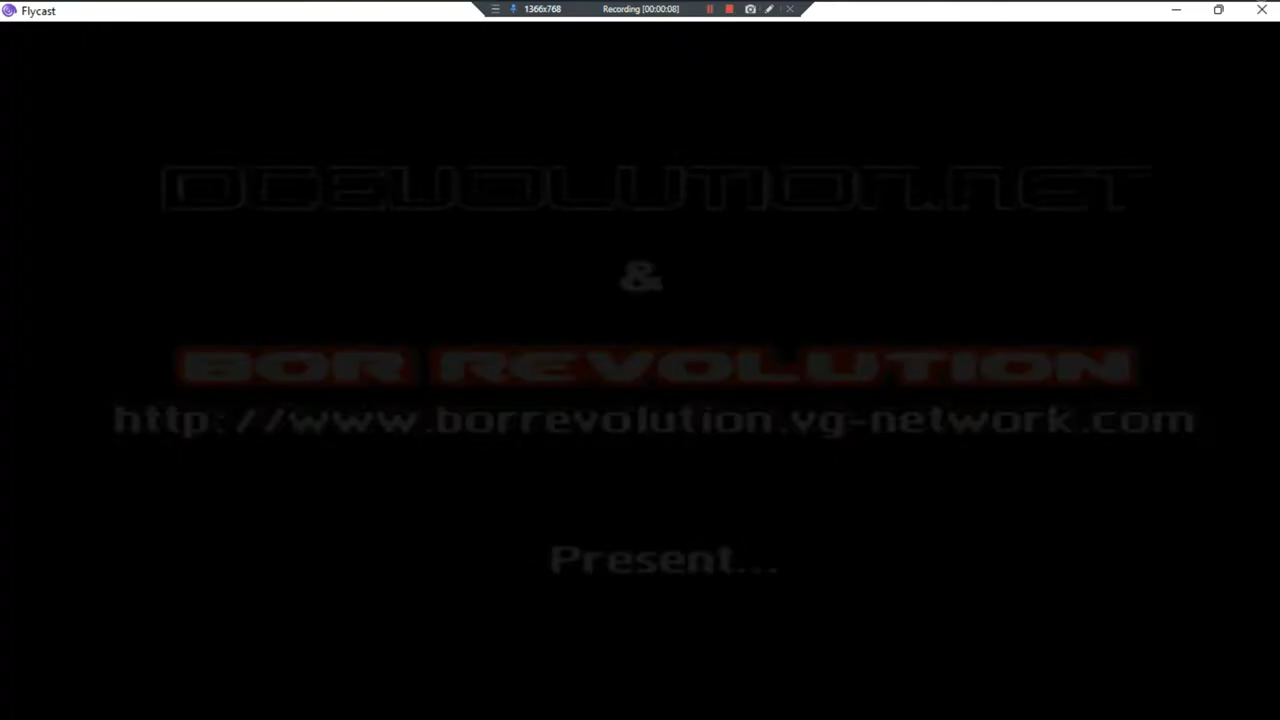 Flycast
1366x768
Recording [00:00:08]
DCEVOLUTION.NET
&
BOR REVOLUTION
http://www.borrevolution.vg-network.com
Present...